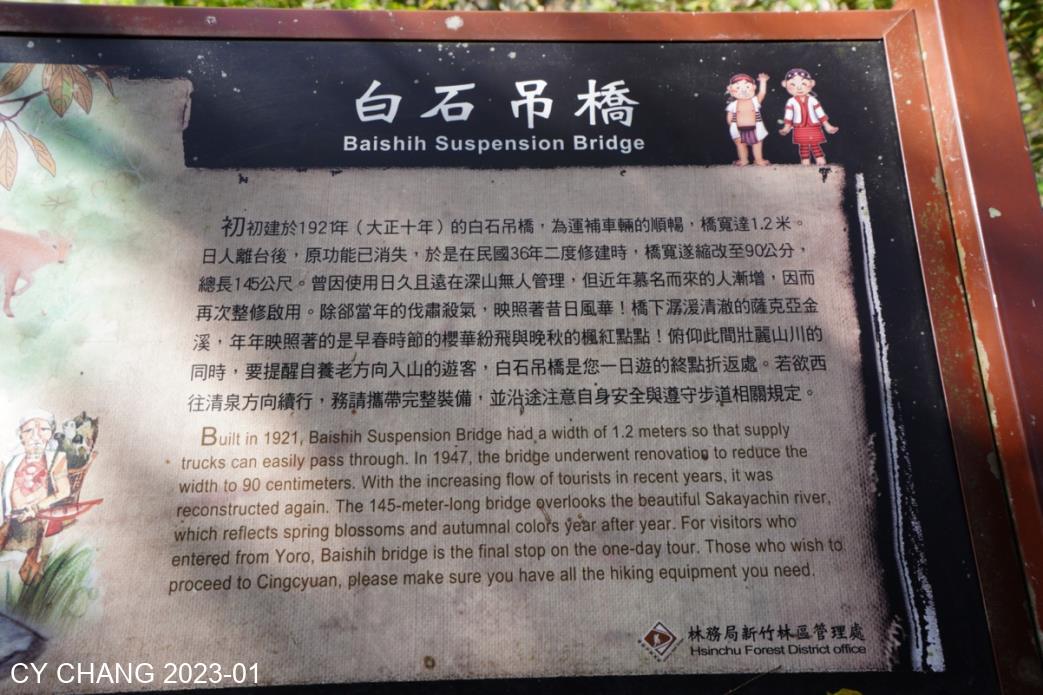 白石吊橋
Baishih Suspension Bridge
初初建於1921年（大正十年）的白石吊橋，為運補車輛的順暢，橋寬達1.2米。
日人離台後，原功能已消失，於是在民國36年二度修建時，橋寬遂縮改至90公分，
總長145公尺。曾因使用日久且遠在深山無人管理，但近年慕名而來的人漸增，因而
再次整修啟用。除卻當年的伐肅殺氣，映照著昔日風華！橋下潺湲清澈的薩克亞金
溪，年年映照著的是早春時節的櫻華紛飛與晚秋的楓紅點點！俯仰此間壯麗山川的
同時，要提醒自養老方向入山的遊客，白石吊橋是您一日遊的終點折返處。若欲西
往清泉方向續行，務請攜帶完整裝備，並沿途注意自身安全與遵守步道相關規定。
Built in 1921, Baishih Suspension Bridge had a width of 1.2 meters so that supply
trucks can easily pass through. In 1947, the bridge underwent renovation to reduce the
width to 90 centimeters. With the increasing flow of tourists in recent years, it was
reconstructed again. The 145-meter-long bridge overlooks the beautiful Sakayachin river,
which reflects spring blossoms and autumnal colors year after year. For visitors who
entered from Yoro, Baishih bridge is the final stop on the one-day tour. Those who wish to
proceed to Cingcyuan, please make sure you have all the hiking equipment you need.
林務局新竹林區管理處
Hsinchu Forest District office
CY CHANG 2023-01